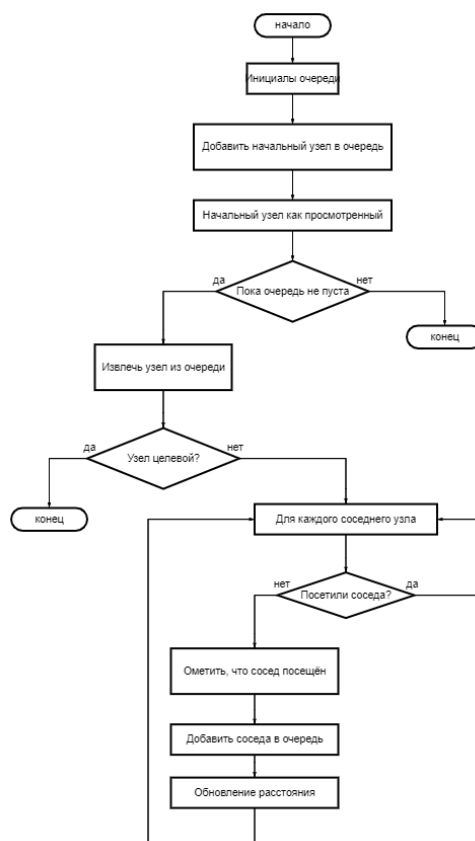 начало
Инициалы очереди
Добавить начальный узел в очередь
Начальный узел как просмотренный
да
нет
Пока очередь не пуста
конец
Извлечь узел из очереди
да
нет
Узел целевой?
конец
Для каждого соседнего узла
нет
да
Посетили соседа?
Ометить, что сосед посещён
Добавить соседа в очередь
Обновление расстояния